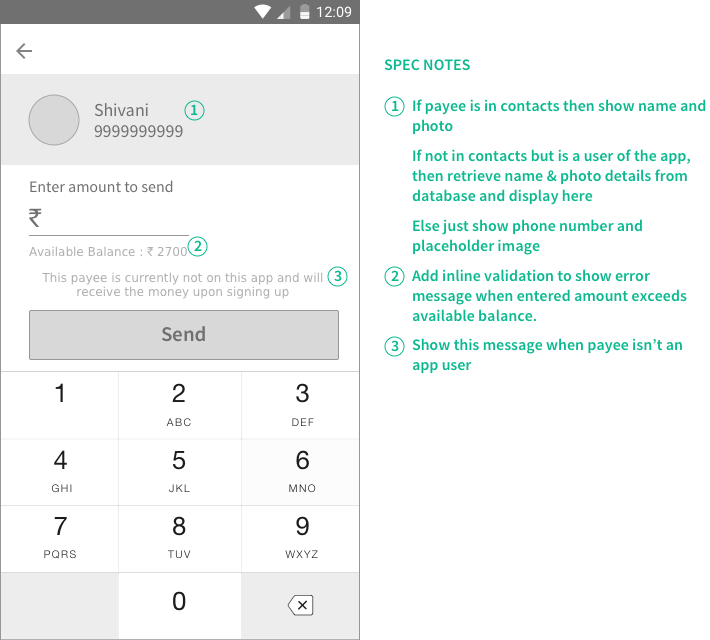 12:09
Shivani
9999999999
1
Enter amount to send
₹
Available Balance : ₹ 2700
2
This payee is currently not on this app and will
receive the money upon signing up
3
Send
1
2
ABC
3
DEF
4
GHI
5
JKL
6
MNO
7
PQRS
8
TUV
9
WXYZ
0
SPEC NOTES
1 If payee is in contacts then show name and
photo
If not in contacts but is a user of the app,
then retrieve name & photo details from
database and display here
Else just show phone number and
placeholder image
2 Add inline validation to show error
message when entered amount exceeds
available balance.
3 Show this message when payee isn’t an
app user